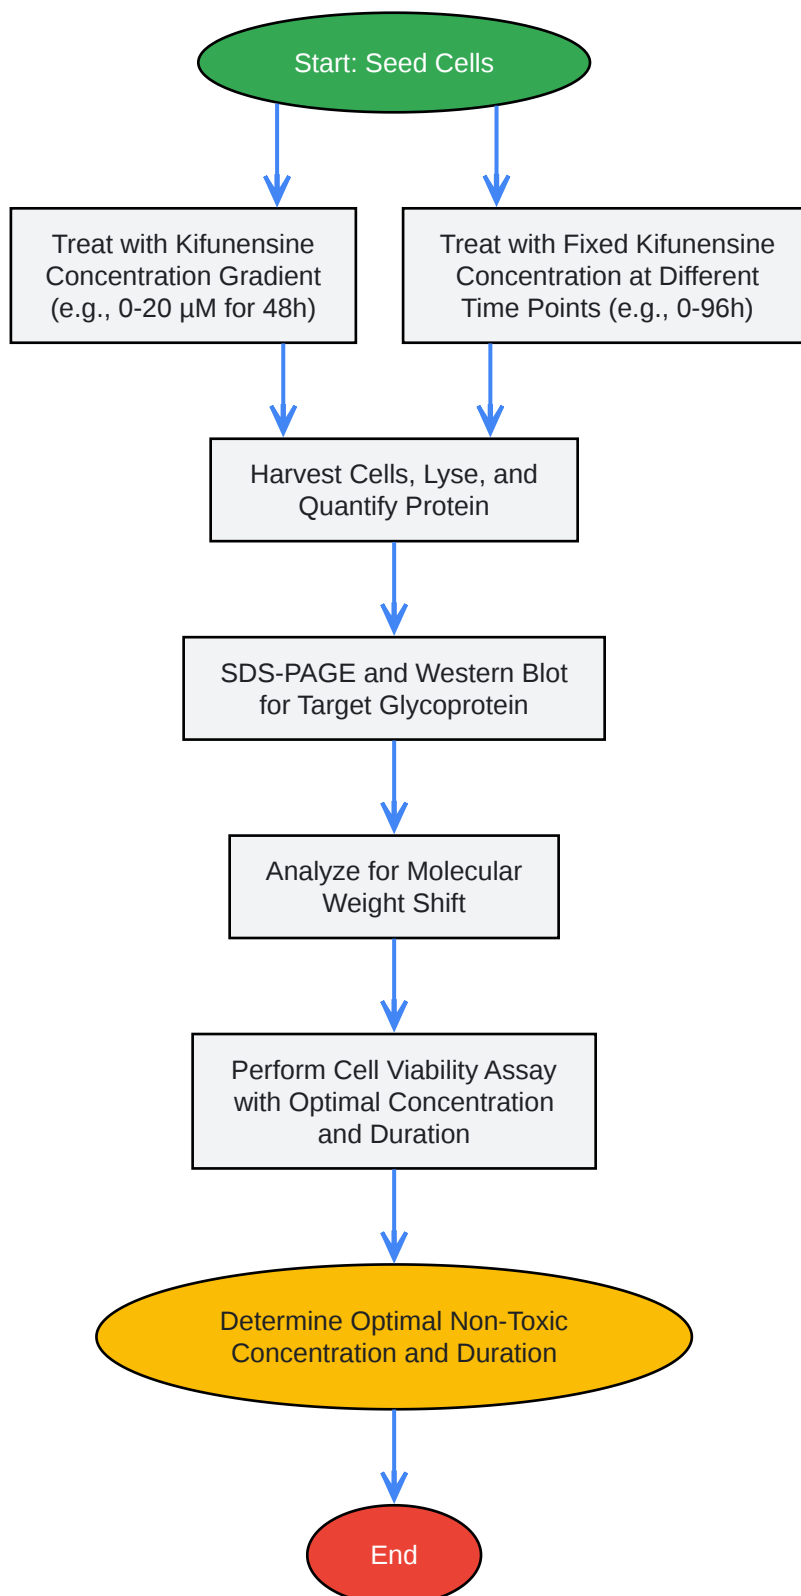 Start: Seed Cells
Treat with Kifunensine
Concentration Gradient
(e.g., 0-20 µM for 48h)
Treat with Fixed Kifunensine
Concentration at Different
Time Points (e.g., 0-96h)
Harvest Cells, Lyse, and
Quantify Protein
SDS-PAGE and Western Blot
for Target Glycoprotein
Analyze for Molecular
Weight Shift
Perform Cell Viability Assay
with Optimal Concentration
and Duration
Determine Optimal Non-Toxic
Concentration and Duration
End